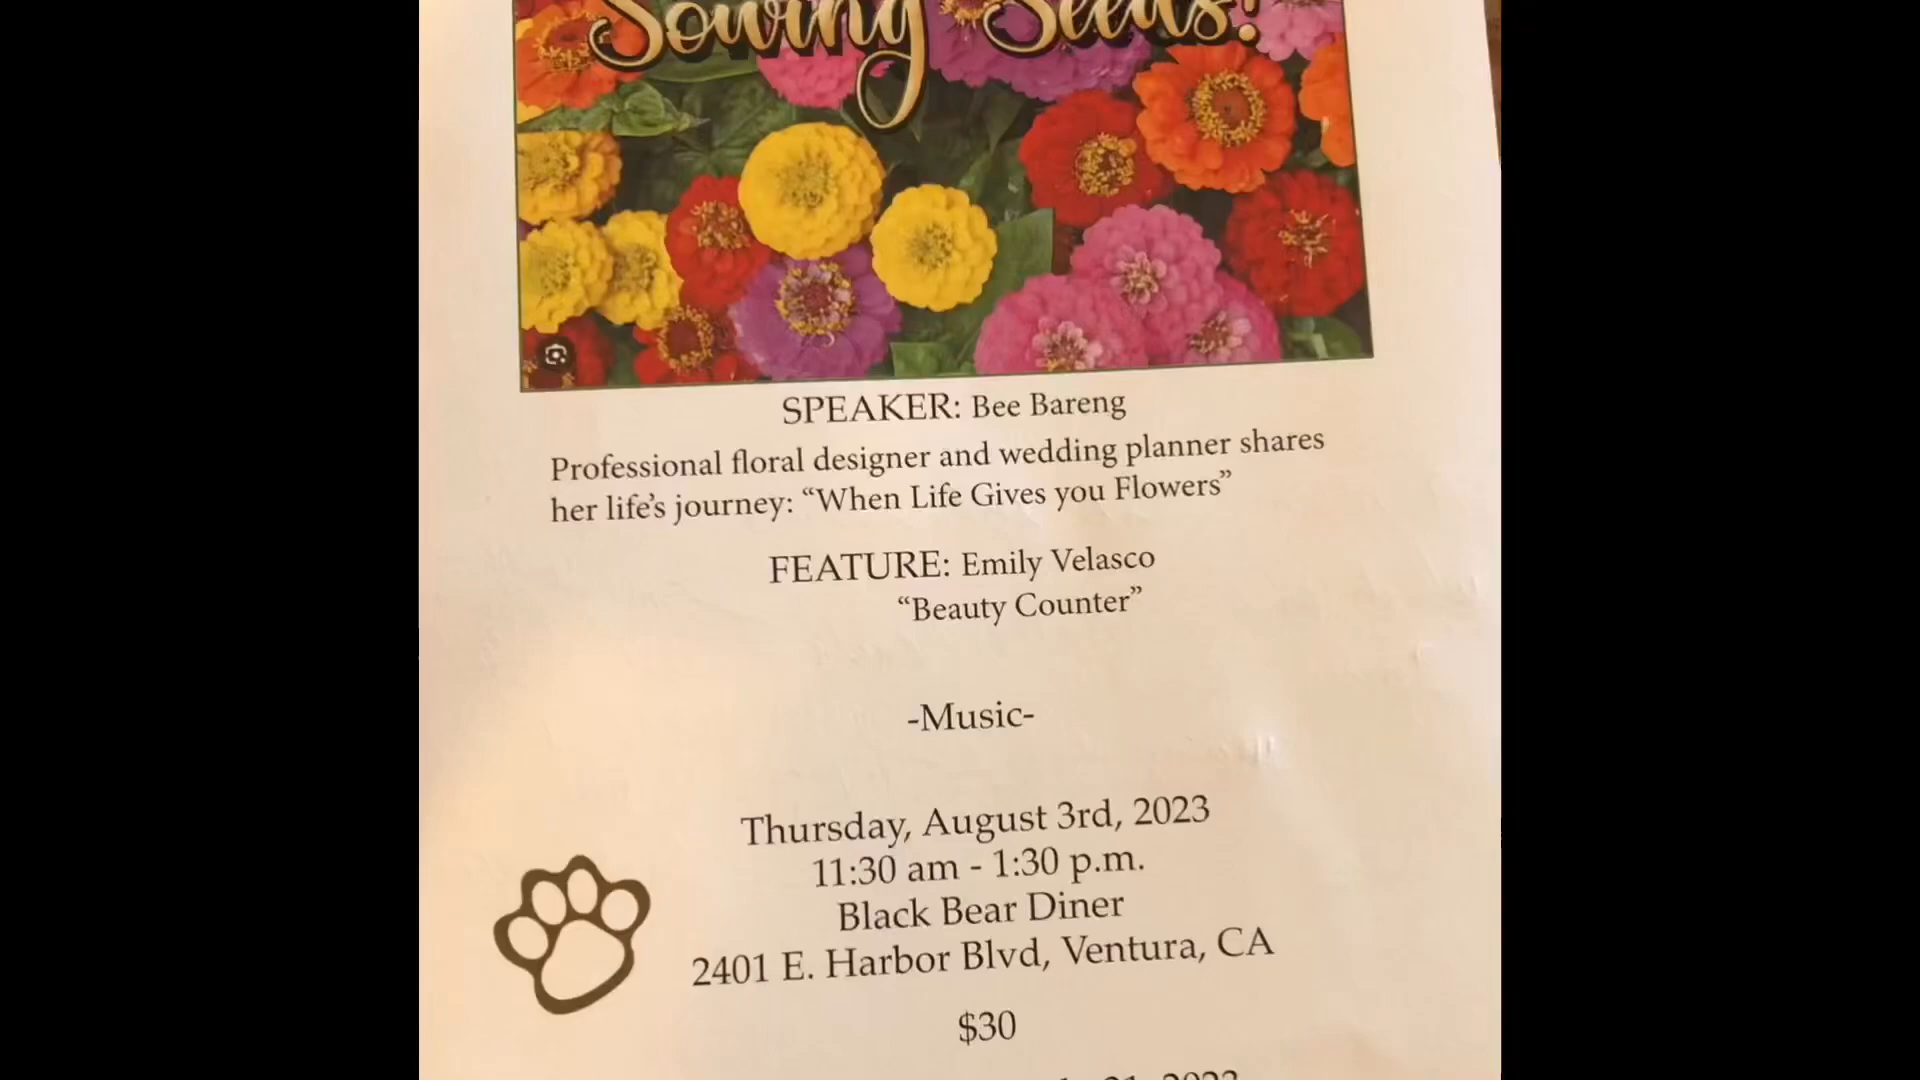 Sowing Seeds!
SPEAKER: Bee Bareng
Professional floral designer and wedding planner shares
her life's journey: “When Life Gives you Flowers”
FEATURE: Emily Velasco
“Beauty Counter”
-Music-
Thursday, August 3rd, 2023
11:30 am - 1:30 p.m.
Black Bear Diner
2401 E. Harbor Blvd, Ventura, CA
$30